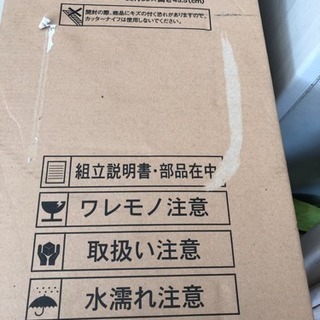 開封の際、商品にキズの付く恐れがありますので、
カッターナイフは使用しないでください。
組立説明書・部品在中
ワレモノ注意
取扱い注意
水濡れ注意